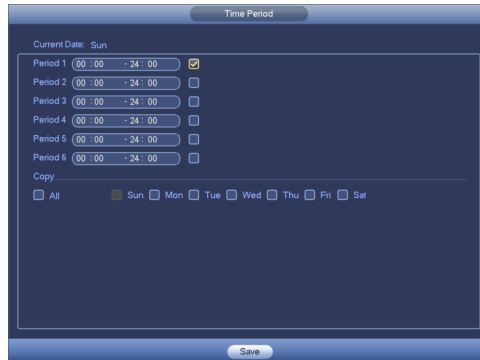 Time Period
Current Date: Sun
Period 1 00 :00 - 24 : 00
Period 2 00 :00 - 24 : 00
Period 3 00 :00 - 24 : 00
Period 4 00 :00 - 24 : 00
Period 5 00 :00 - 24 : 00
Period 6 00 :00 - 24 : 00
Copy
All Sun Mon Tue Wed Thu Fri Sat
Save